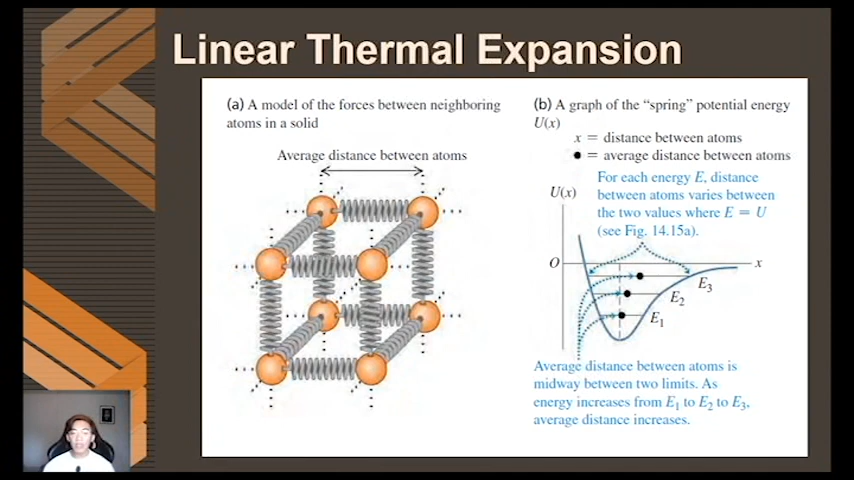 Linear Thermal Expansion
(a) A model of the forces between neighboring
atoms in a solid
Average distance between atoms
(b) A graph of the “spring” potential energy
U(x)
x = distance between atoms
● = average distance between atoms
For each energy E, distance
between atoms varies between
the two values where E = U
(see Fig. 14.15a).
U(x)
O
x
E₃
E₂
E₁
Average distance between atoms is
midway between two limits. As
energy increases from E₁ to E₂ to E₃,
average distance increases.